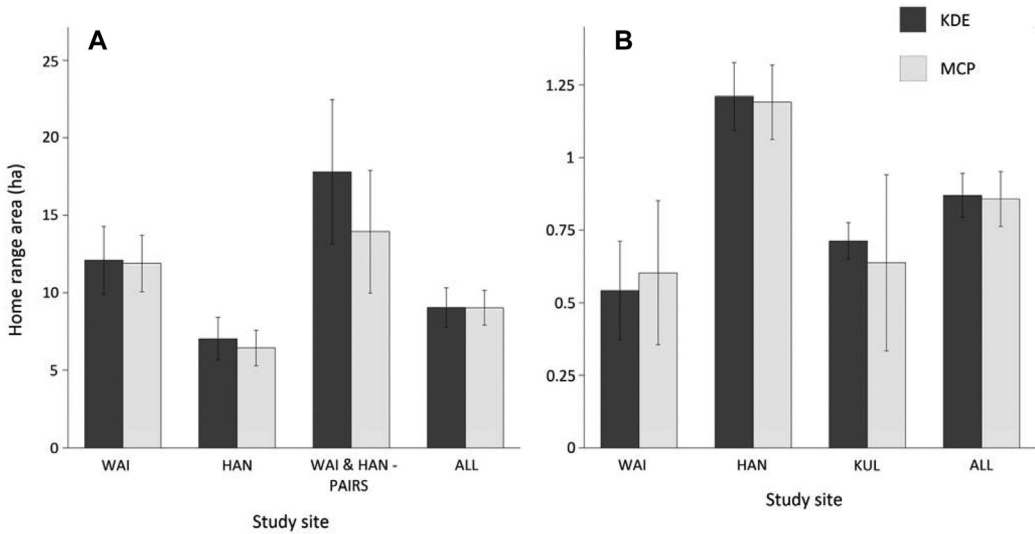 A
Home range area (ha)
25
20
15
10
5
0
WAI
HAN
WAI & HAN -
PAIRS
ALL
Study site
B
KDE
MCP
1.25
1
0.75
0.5
0.25
0
WAI
HAN
KUL
ALL
Study site